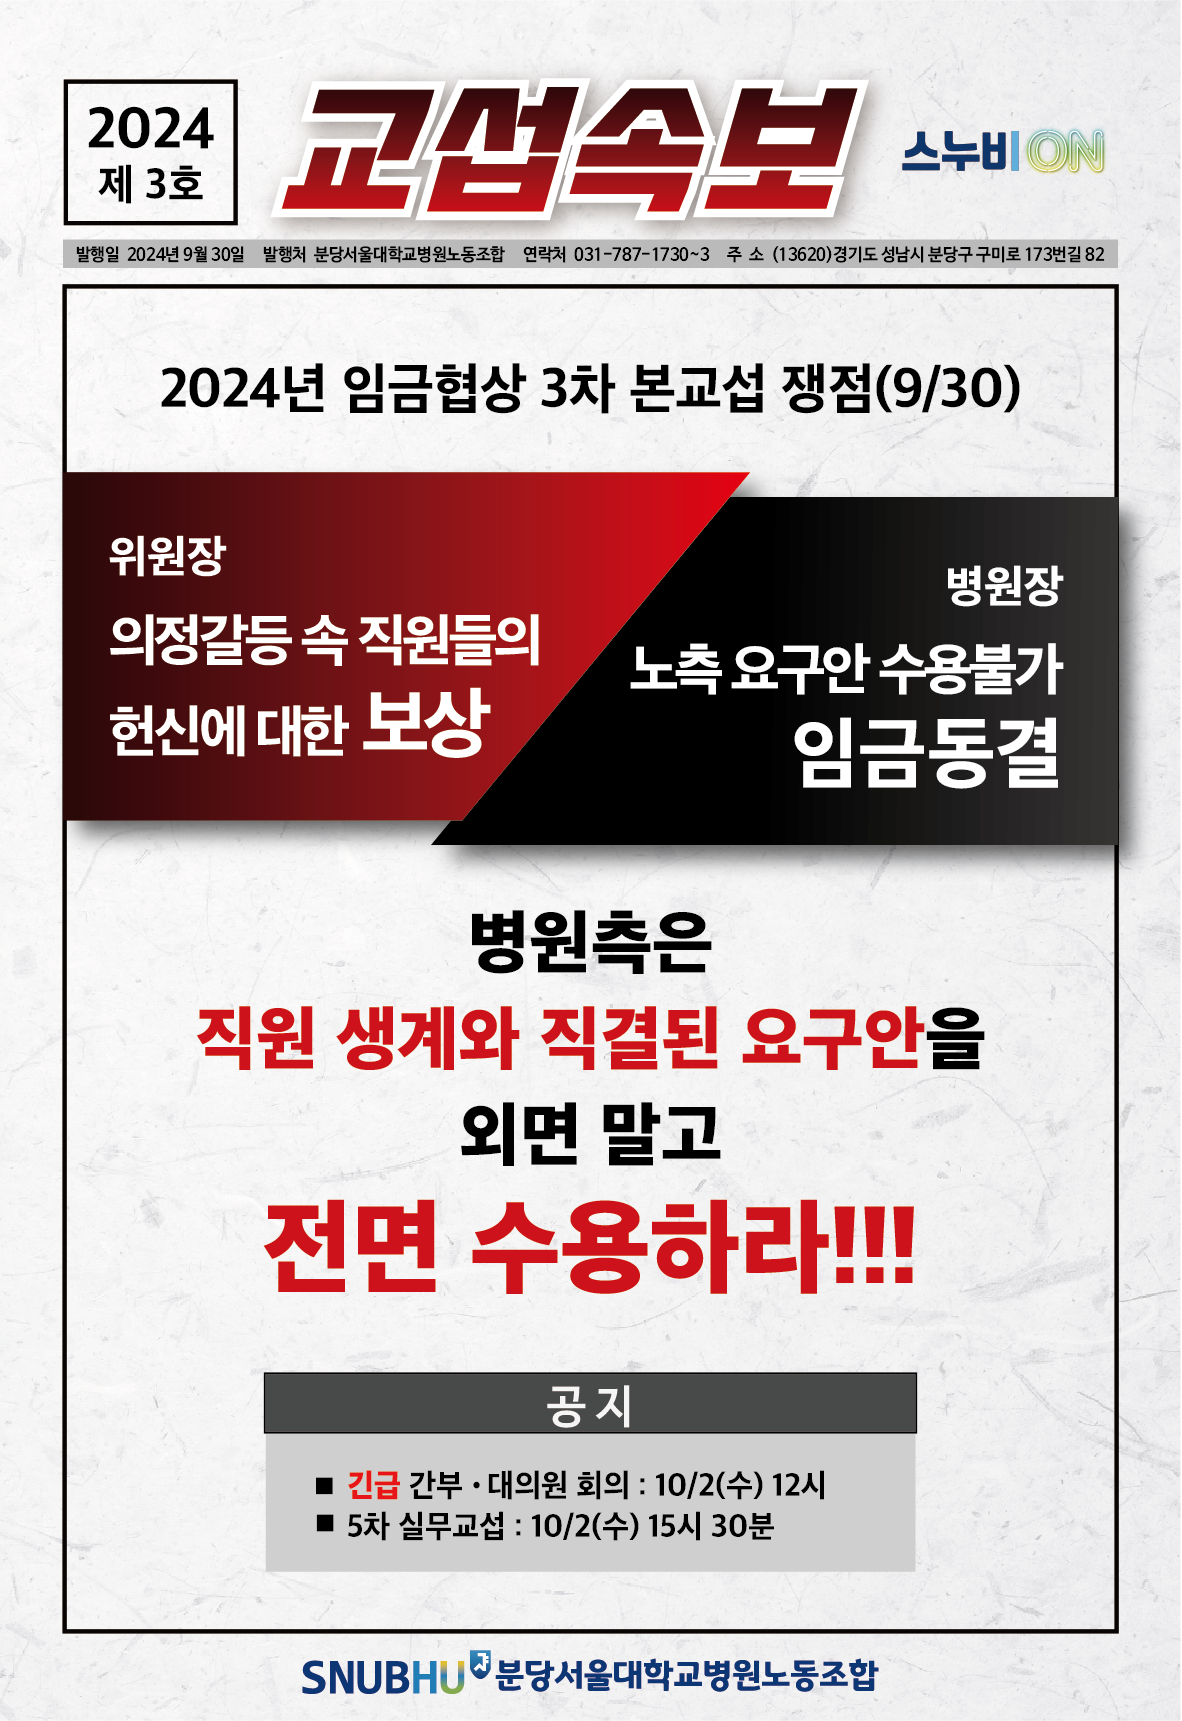 2024
제 3호
교섭속보
스누비 ON
발행일 2024년 9월 30일 발행처 분당서울대학교병원노동조합 연락처 031-787-1730~3 주 소 (13620)경기도 성남시 분당구 구미로 173번길 82
2024년 임금협상 3차 본교섭 쟁점(9/30)
위원장
의정갈등 속 직원들의
헌신에 대한 보상
병원장
노측 요구안 수용불가
임금동결
병원측은
직원 생계와 직결된 요구안을
외면 말고
전면 수용하라!!!
공 지
■ 긴급 간부 · 대의원 회의 : 10/2(수) 12시
■ 5차 실무교섭 : 10/2(수) 15시 30분
SNUBHU 분당서울대학교병원노동조합